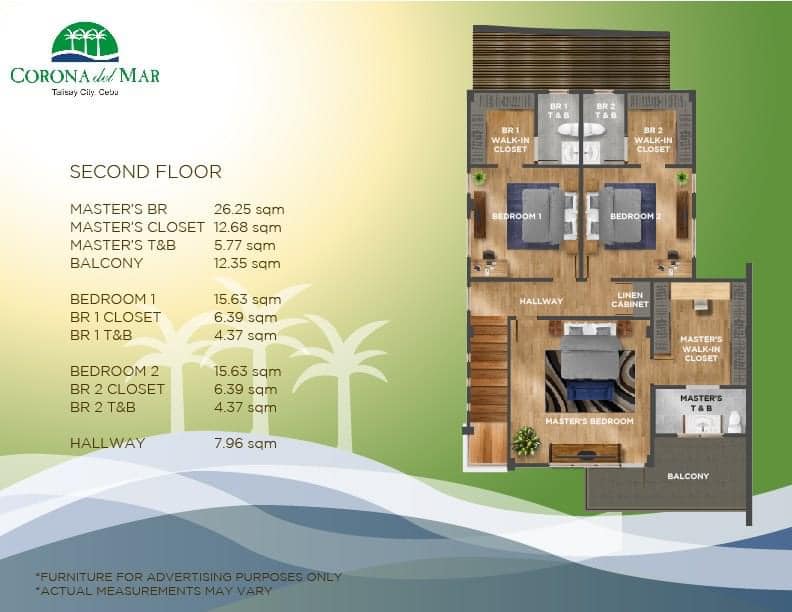 CORONA del MAR
Talisay City, Cebu
SECOND FLOOR
MASTER'S BR 26.25 sqm
MASTER'S CLOSET 12.68 sqm
MASTER'S T&B 5.77 sqm
BALCONY 12.35 sqm
BEDROOM 1 15.63 sqm
BR 1 CLOSET 6.39 sqm
BR 1 T&B 4.37 sqm
BEDROOM 2 15.63 sqm
BR 2 CLOSET 6.39 sqm
BR 2 T&B 4.37 sqm
HALLWAY 7.96 sqm
BR 1
WALK-IN
CLOSET
BR 1
T & B
BR 2
T & B
BR 2
WALK-IN
CLOSET
BEDROOM 1
BEDROOM 2
HALLWAY
LINEN
CABINET
MASTER'S
WALK-IN
CLOSET
MASTER'S
T & B
MASTER'S BEDROOM
BALCONY
*FURNITURE FOR ADVERTISING PURPOSES ONLY
*ACTUAL MEASUREMENTS MAY VARY